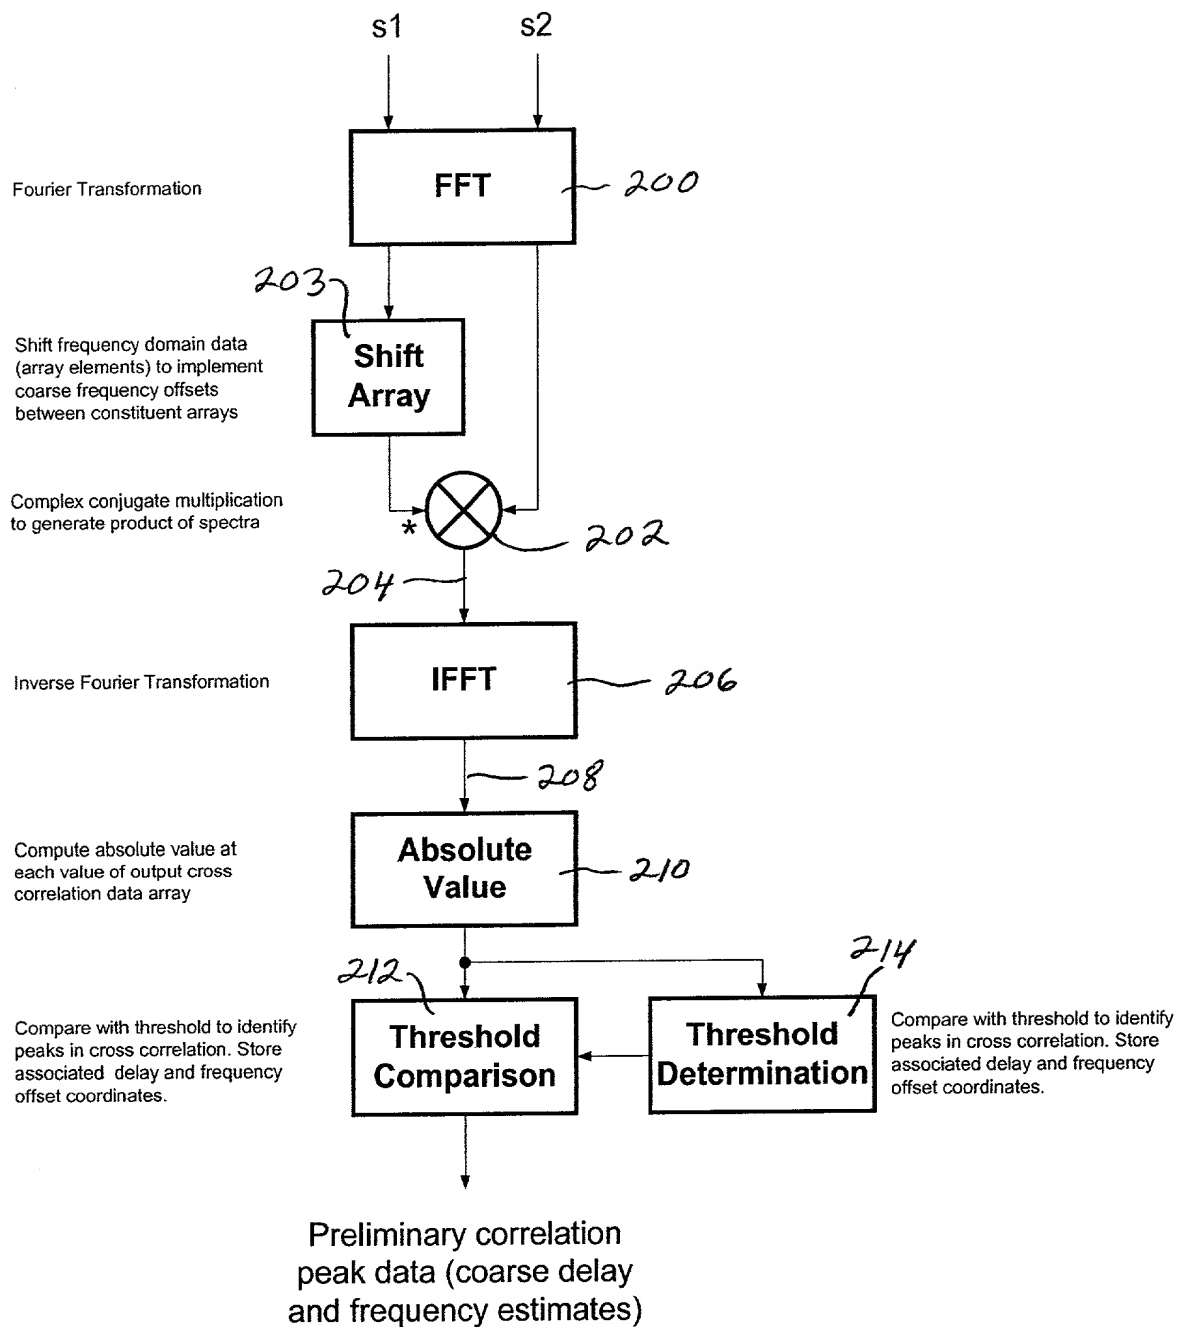 s1 s2
Fourier Transformation
FFT
200
203
Shift frequency domain data
(array elements) to implement
coarse frequency offsets
between constituent arrays
Shift
Array
Complex conjugate multiplication
to generate product of spectra
*
202
204
Inverse Fourier Transformation
IFFT
206
208
Compute absolute value at
each value of output cross
correlation data array
Absolute
Value
210
212
214
Compare with threshold to identify
peaks in cross correlation. Store
associated delay and frequency
offset coordinates.
Threshold
Comparison
Threshold
Determination
Compare with threshold to identify
peaks in cross correlation. Store
associated delay and frequency
offset coordinates.
Preliminary correlation
peak data (coarse delay
and frequency estimates)